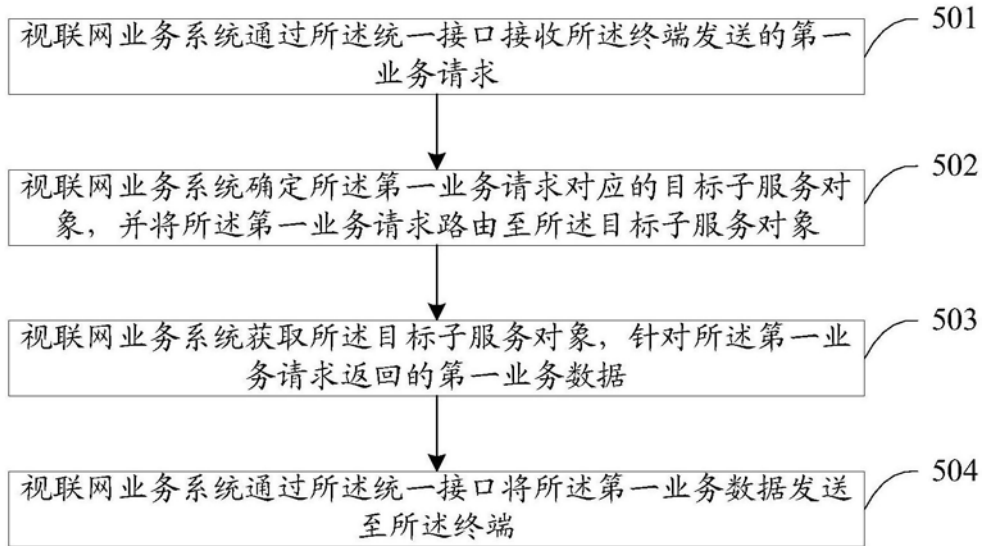 视联网业务系统通过所述统一接口接收所述终端发送的第一
业务请求
501
视联网业务系统确定所述第一业务请求对应的目标子服务对
象，并将所述第一业务请求路由至所述目标子服务对象
502
视联网业务系统获取所述目标子服务对象，针对所述第一业
务请求返回的第一业务数据
503
视联网业务系统通过所述统一接口将所述第一业务数据发送
至所述终端
504